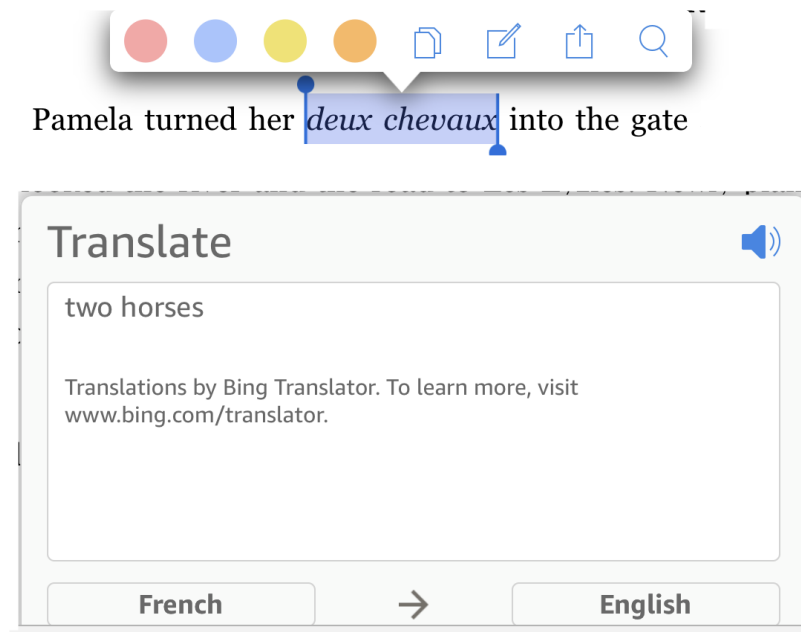 Pamela turned her deux chevaux into the gate
Translate
two horses
Translations by Bing Translator. To learn more, visit
www.bing.com/translator.
French → English